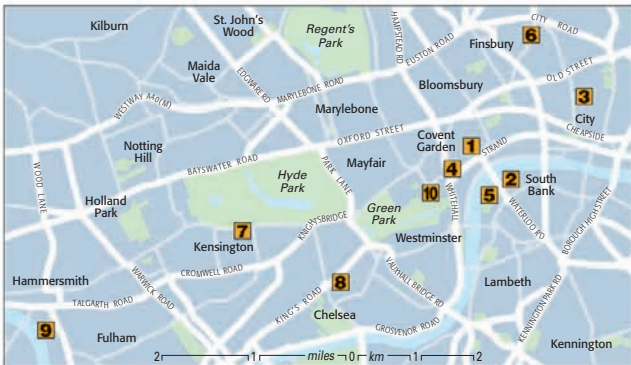 Kilburn
St. John's
Wood
Regent's
Park
HAMPSTEAD RD
CITY ROAD
6
Finsbury
EUSTON ROAD
Maida
Vale
EDGWARE RD
MARYLEBONE ROAD
Bloomsbury
OLD STREET
WESTWAY A40(M)
3
City
Marylebone
CHEAPSIDE
OXFORD STREET
Covent
Garden
1
STRAND
Notting
Hill
BAYSWATER ROAD
Hyde
Park
PARK LANE
Mayfair
4
2
South
Bank
WOOD LANE
10
WHITEHALL
5
Holland
Park
Green
Park
WATERLOO RD
BOROUGH HIGH STREET
7
Kensington
KNIGHTSBRIDGE
Westminster
Hammersmith
CROMWELL ROAD
8
VAUXHALL BRIDGE RD
Lambeth
WARWICK ROAD
TALGARTH ROAD
KING'S ROAD
Chelsea
GROSVENOR ROAD
KENNINGTON PARK RD
9
Fulham
Kennington
2 1 miles 0 km 1 2